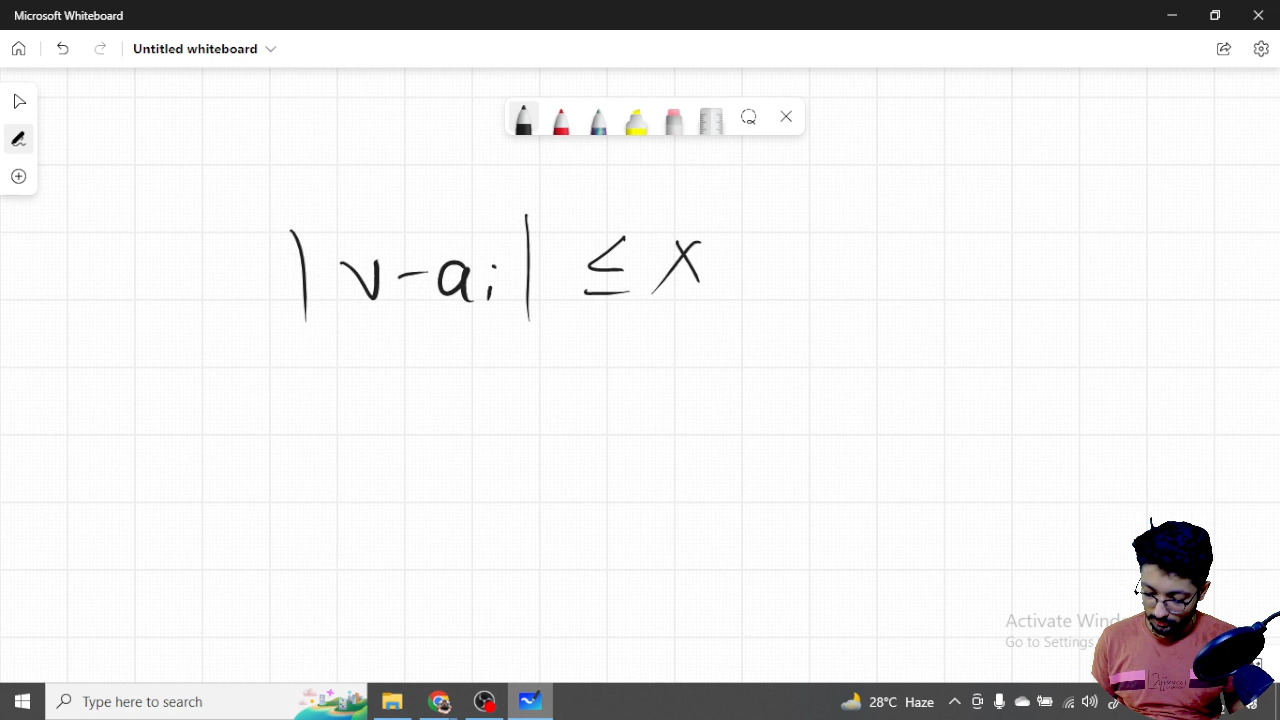 Microsoft Whiteboard
Untitled whiteboard
| v - aᵢ | ≤ x
Activate Wind
Go to Settings
Type here to search
28°C Haze